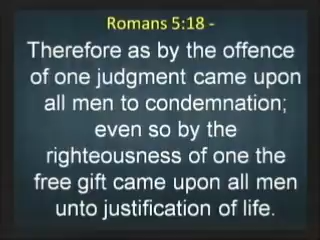 Romans 5:18 -
Therefore as by the offence
of one judgment came upon
all men to condemnation;
even so by the
righteousness of one the
free gift came upon all men
unto justification of life.